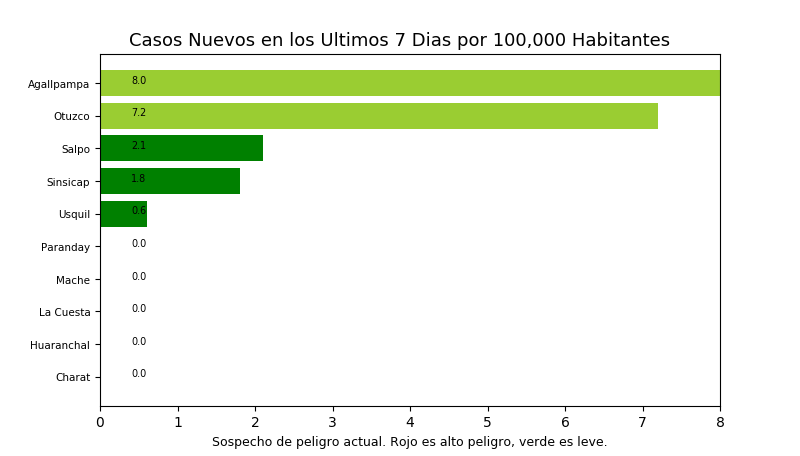 Casos Nuevos en los Ultimos 7 Dias por 100,000 Habitantes
Agallpampa 8.0
Otuzco 7.2
Salpo 2.1
Sinsicap 1.8
Usquil 0.6
Paranday 0.0
Mache 0.0
La Cuesta 0.0
Huaranchal 0.0
Charat 0.0
0 1 2 3 4 5 6 7 8
Sospecho de peligro actual. Rojo es alto peligro, verde es leve.